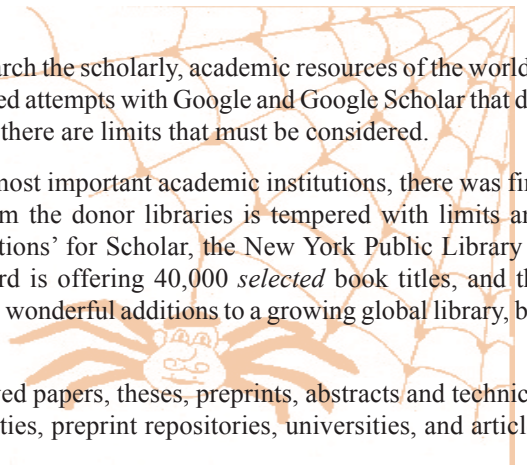 arch the scholarly, academic resources of the world
ed attempts with Google and Google Scholar that d
there are limits that must be considered.
most important academic institutions, there was fir
m the donor libraries is tempered with limits an
tions’ for Scholar, the New York Public Library
rd is offering 40,000 selected book titles, and th
wonderful additions to a growing global library, b
ved papers, theses, preprints, abstracts and technic
ties, preprint repositories, universities, and articl